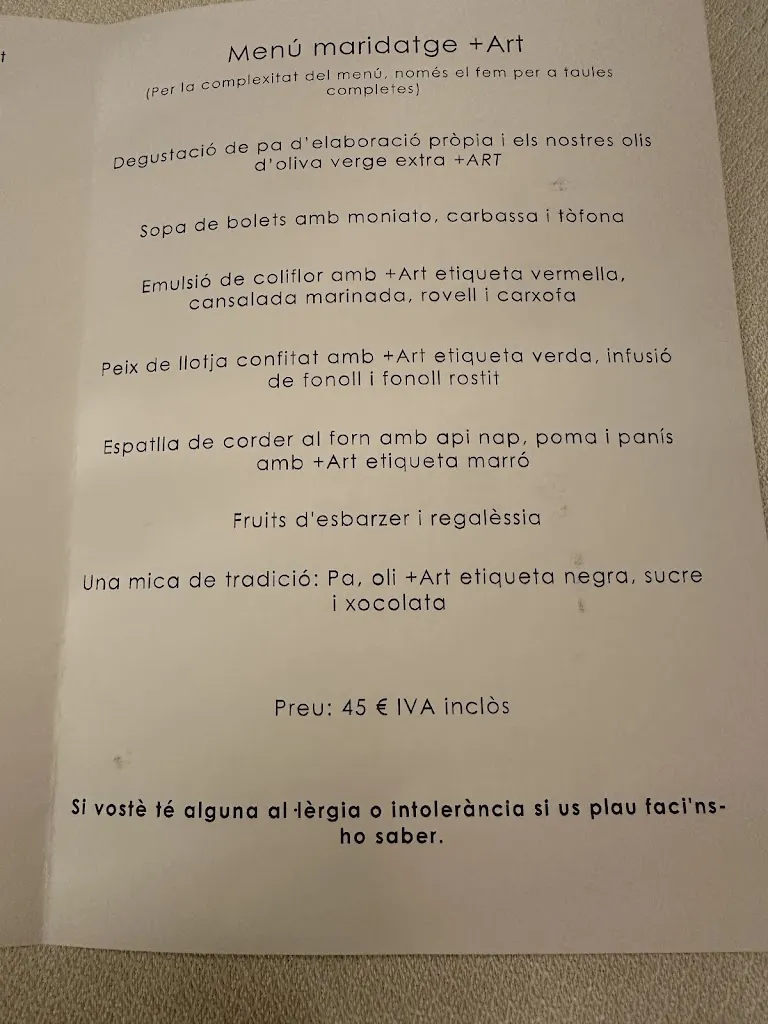 t
Menú maridatge +Art
(Per la complexitat del menú, només el fem per a taules
completes)
Degustació de pa d'elaboració pròpia i els nostres olis
d'oliva verge extra +ART
Sopa de bolets amb moniato, carbassa i tòfona
Emulsió de coliflor amb +Art etiqueta vermella,
cansalada marinada, rovell i carxofa
Peix de llotja confitat amb +Art etiqueta verda, infusió
de fonoll i fonoll rostit
Espatlla de corder al forn amb api nap, poma i panís
amb +Art etiqueta marró
Fruits d'esbarzer i regalèssia
Una mica de tradició: Pa, oli +Art etiqueta negra, sucre
i xocolata
Preu: 45 € IVA inclòs
Si vostè té alguna al·lèrgia o intolerància si us plau faci'ns-
ho saber.